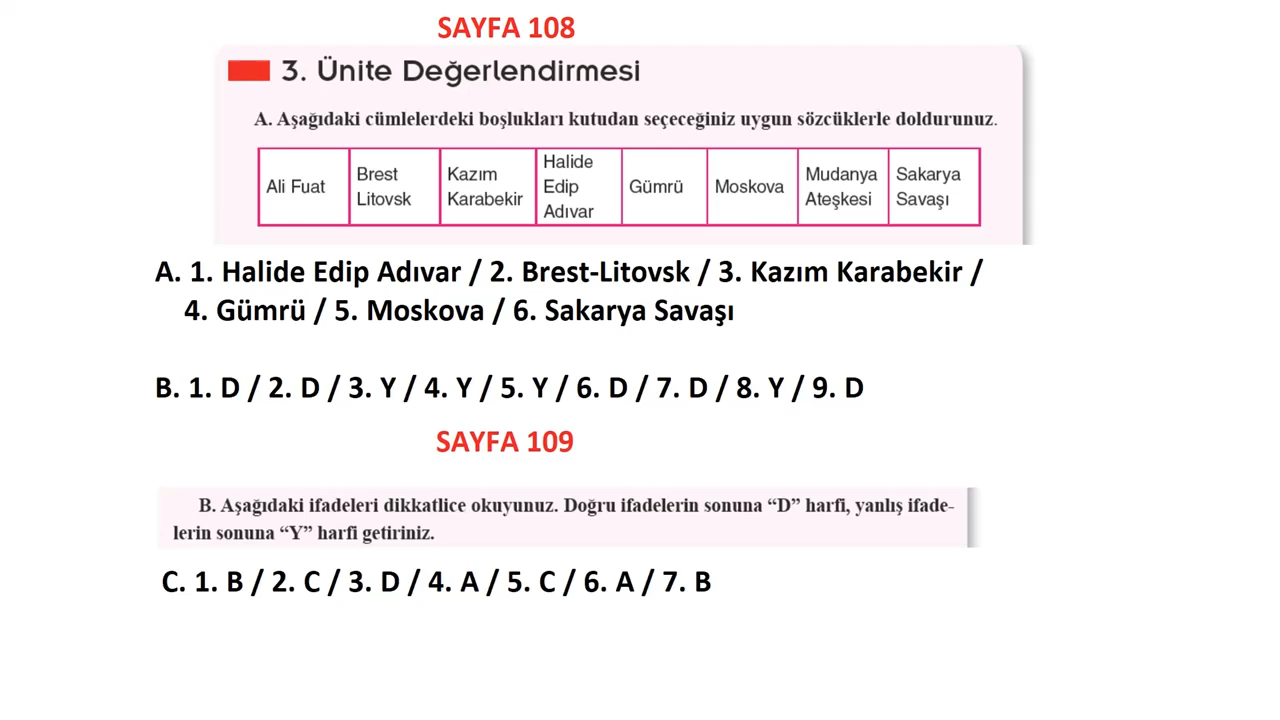 SAYFA 108
3. Ünite Değerlendirmesi
A. Aşağıdaki cümlelerdeki boşlukları kutudan seçeceğiniz uygun sözcüklerle doldurunuz.
Ali Fuat
Brest
Litovsk
Kazım
Karabekir
Halide
Edip
Adıvar
Gümrü
Moskova
Mudanya
Ateşkesi
Sakarya
Savaşı
A. 1. Halide Edip Adıvar / 2. Brest-Litovsk / 3. Kazım Karabekir /
4. Gümrü / 5. Moskova / 6. Sakarya Savaşı
B. 1. D / 2. D / 3. Y / 4. Y / 5. Y / 6. D / 7. D / 8. Y / 9. D
SAYFA 109
B. Aşağıdaki ifadeleri dikkatlice okuyunuz. Doğru ifadelerin sonuna “D” harfi, yanlış ifade-
lerin sonuna “Y” harfi getiriniz.
C. 1. B / 2. C / 3. D / 4. A / 5. C / 6. A / 7. B